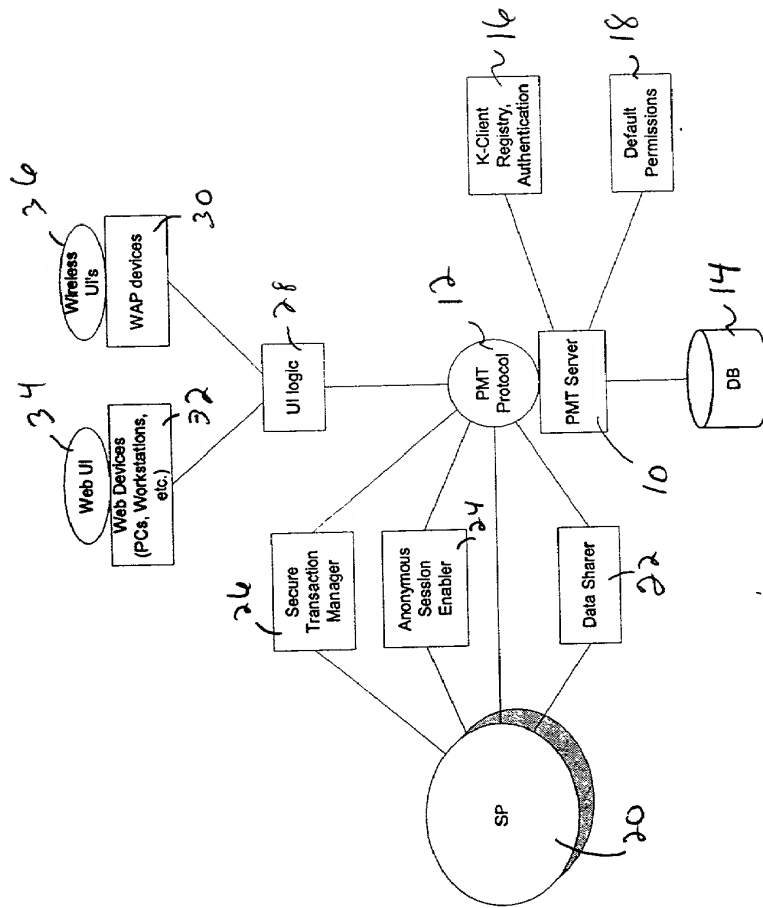 36
Wireless
UI's
WAP devices
30
34
Web UI
Web Devices
(PCs, Workstations,
etc.)
32
UI logic
28
K-Client
Registry,
Authentication
16
Default
Permissions
18
12
PMT
Protocol
PMT Server
10
DB
14
Secure
Transaction
Manager
26
Anonymous
Session
Enabler
24
Data Sharer
22
SP
20